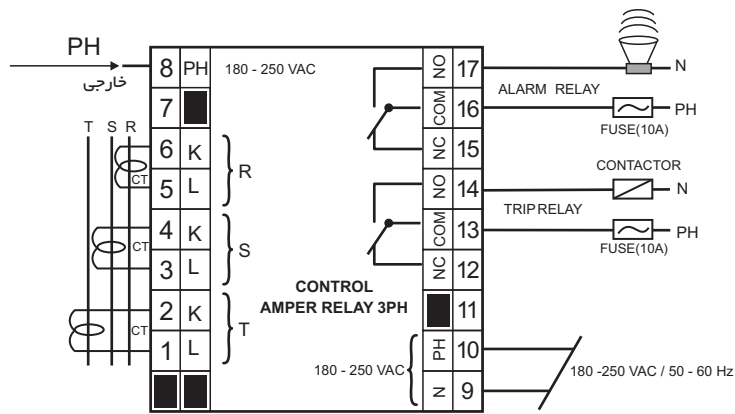 PH
خارجی
T S R
8 PH 180 - 250 VAC
7
6 K
5 L
R
CT
4 K
3 L
S
CT
2 K
1 L
T
CT
CONTROL
AMPER RELAY 3PH
NO 17
N
ALARM RELAY
COM 16
PH
FUSE(10A)
NC 15
CONTACTOR
NO 14
N
TRIP RELAY
COM 13
PH
FUSE(10A)
NC 12
11
PH 10
180 - 250 VAC
180 -250 VAC / 50 - 60 Hz
N 9